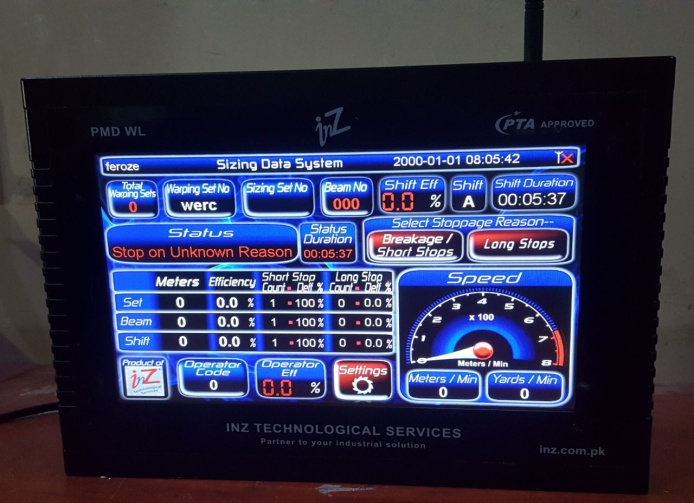 PMD WL
inZ
PTA APPROVED
feroze Sizing Data System 2000-01-01 08:05:42
Total Warping Sets
0
Warping Set No
werc
Sizing Set No
Beam No
000
Shift Eff
0.0 %
Shift
A
Shift Duration
00:05:37
Status
Stop on Unknown Reason
Status Duration
00:05:37
Select Stoppage Reason--
Breakage / Short Stops
Long Stops
Meters Efficiency Short Stop Count Deff % Long Stop Count Deff %
Set 0 0.0 % 1 100 % 0 0.0 %
Beam 0 0.0 % 1 100 % 0 0.0 %
Shift 0 0.0 % 1 100 % 0 0.0 %
Speed
0 1 2 3 4 5 6 7 8
x 100
Meters / Min
Meters / Min
0
Yards / Min
0
Product of
inZ
Operator Code
0
Operator Eff
0.0 %
Settings
INZ TECHNOLOGICAL SERVICES
Partner to your industrial solution
inz.com.pk